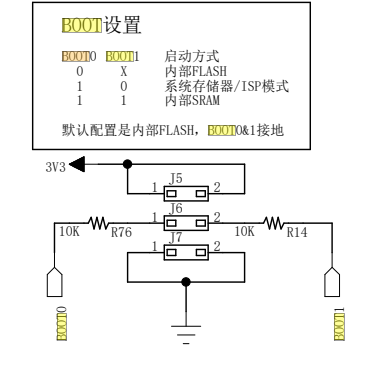 BOOT设置
BOOT0 BOOT1 启动方式
0 X 内部FLASH
1 0 系统存储器/ISP模式
1 1 内部SRAM
默认配置是内部FLASH，BOOT0&1接地
3V3
J5
1 2
J6
1 2
10K R76 10K R14
J7
1 2
BOOT0
BOOT1